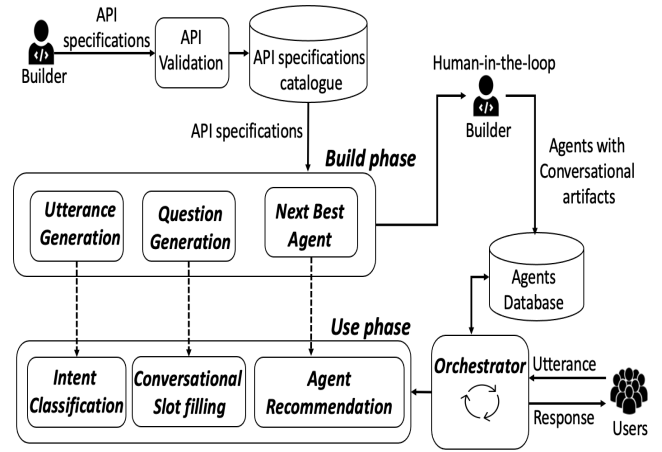 API
specifications
Builder
API
Validation
API specifications
catalogue
API specifications
Human-in-the-loop
Builder
Agents with
Conversational
artifacts
Build phase
Utterance
Generation
Question
Generation
Next Best
Agent
Agents
Database
Use phase
Intent
Classification
Conversational
Slot filling
Agent
Recommendation
Orchestrator
Utterance
Response
Users